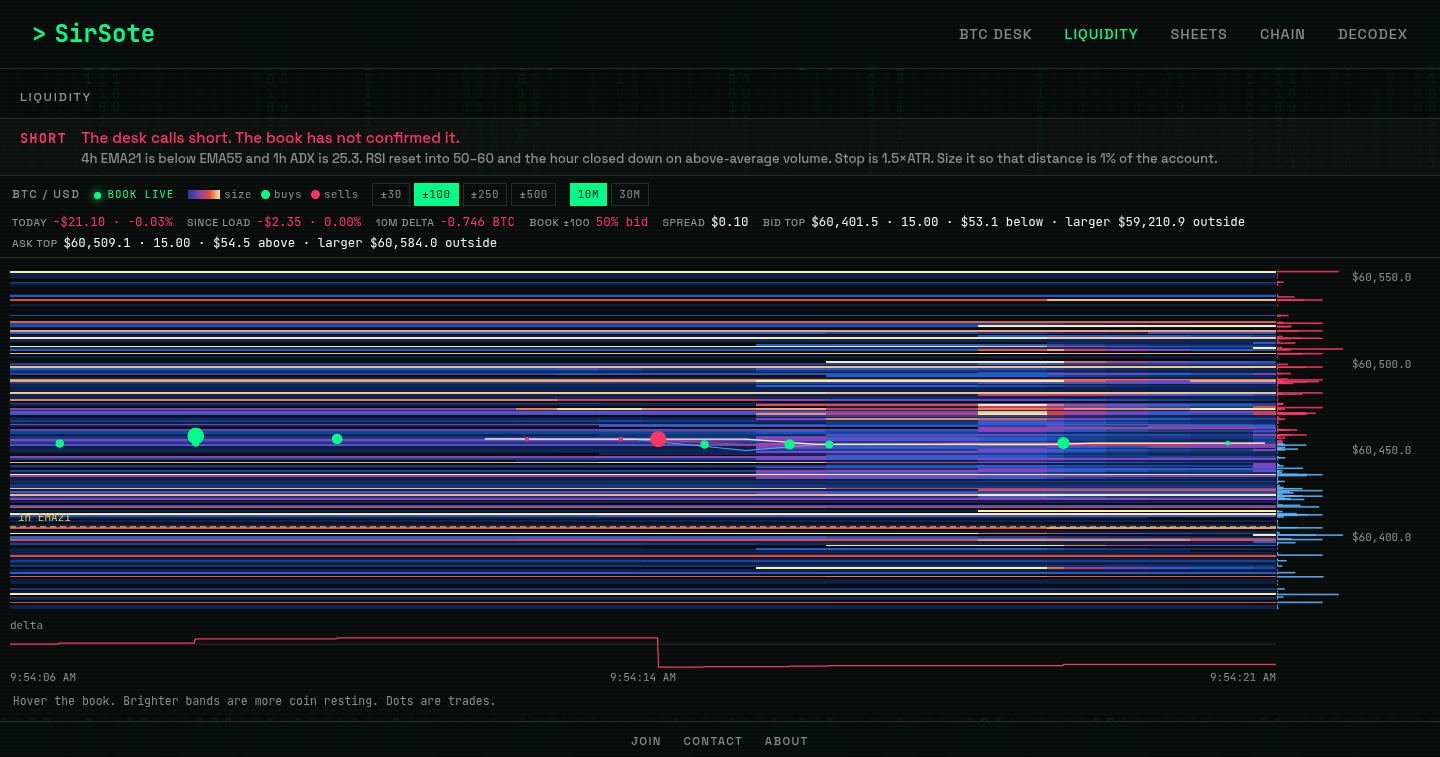 > SirSote
BTC DESK LIQUIDITY SHEETS CHAIN DECODEX
LIQUIDITY
SHORT The desk calls short. The book has not confirmed it.
4h EMA21 is below EMA55 and 1h ADX is 25.3. RSI reset into 50–60 and the hour closed down on above-average volume. Stop is 1.5×ATR. Size it so that distance is 1% of the account.
BTC / USD BOOK LIVE size buys sells ±30 ±100 ±250 ±500 10M 30M
TODAY -$21.10 · -0.03% SINCE LOAD -$2.35 · 0.00% 10M DELTA -0.746 BTC BOOK ±100 50% bid SPREAD $0.10 BID TOP $60,401.5 · 15.00 · $53.1 below · larger $59,210.9 outside
ASK TOP $60,509.1 · 15.00 · $54.5 above · larger $60,584.0 outside
$60,550.0
$60,500.0
$60,450.0
1h EMA21
$60,400.0
delta
9:54:06 AM 9:54:14 AM 9:54:21 AM
Hover the book. Brighter bands are more coin resting. Dots are trades.
JOIN CONTACT ABOUT